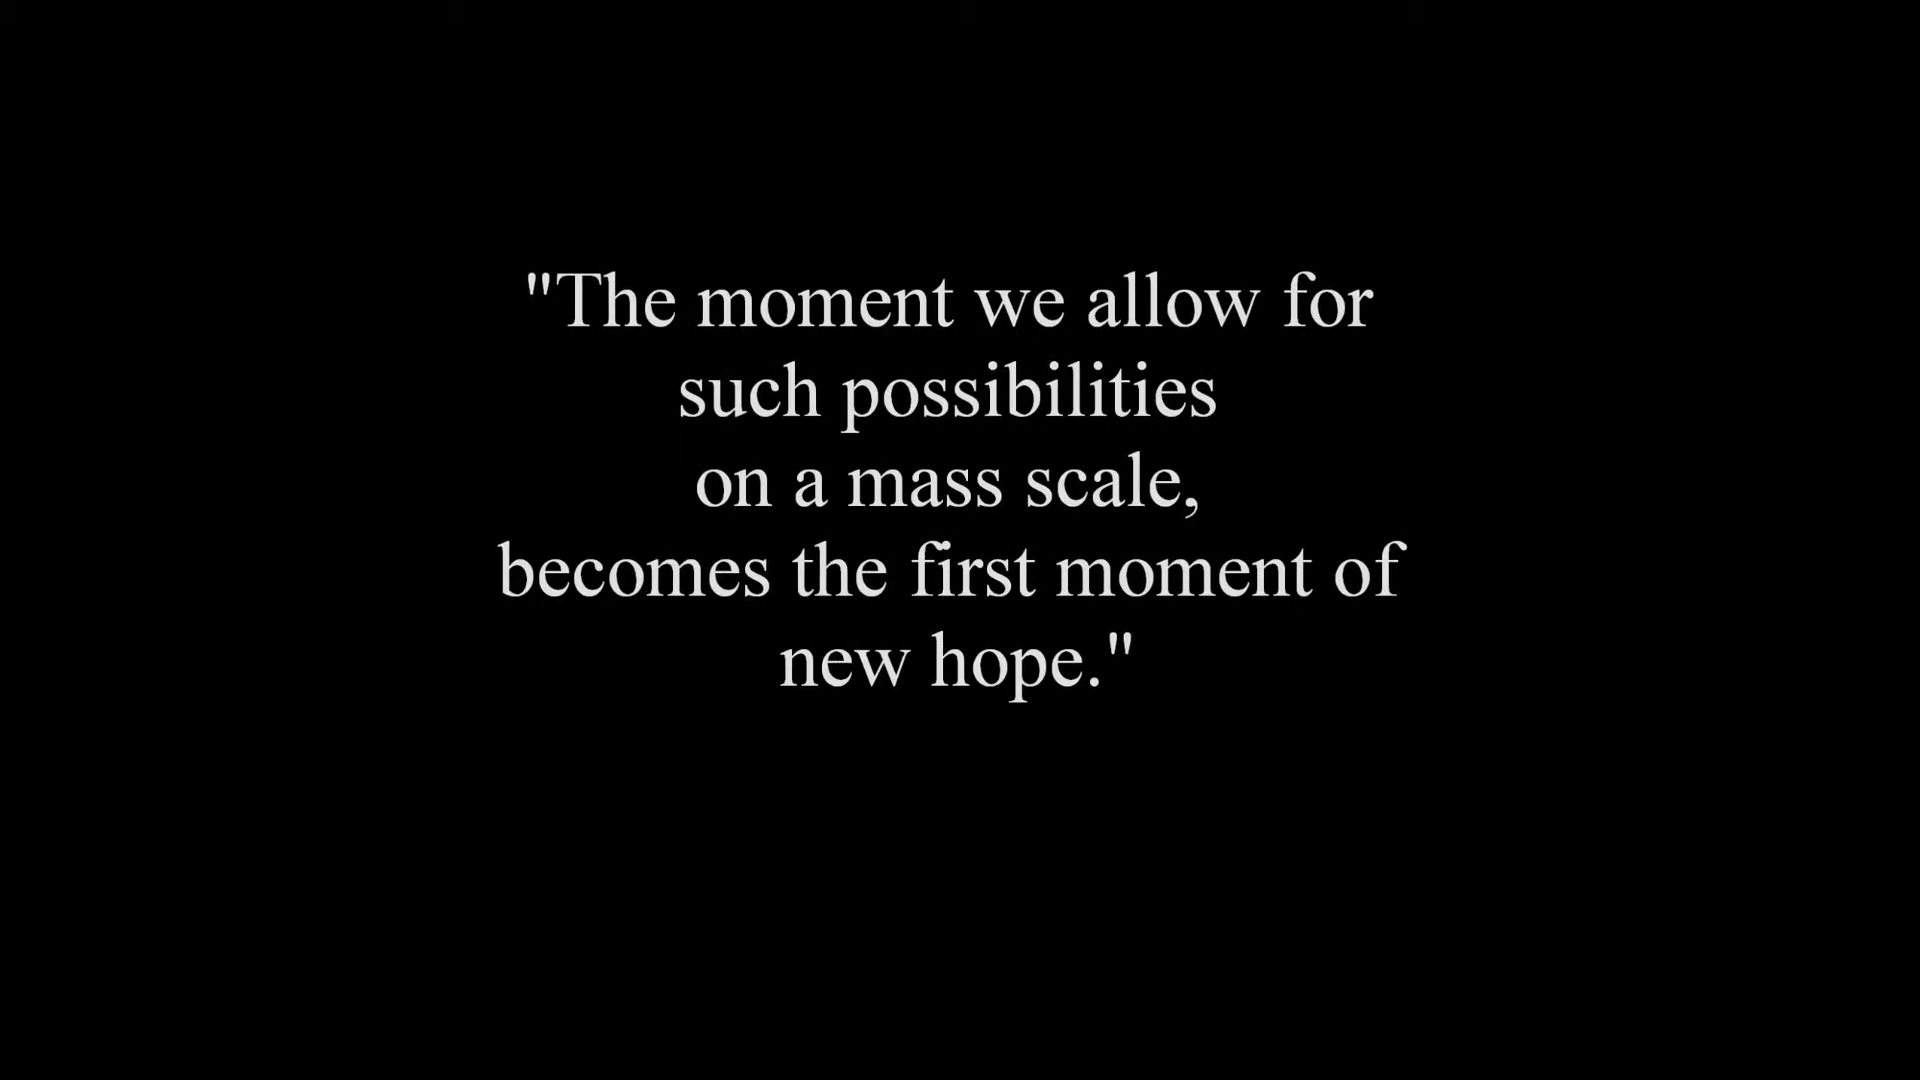 "The moment we allow for
such possibilities
on a mass scale,
becomes the first moment of
new hope."